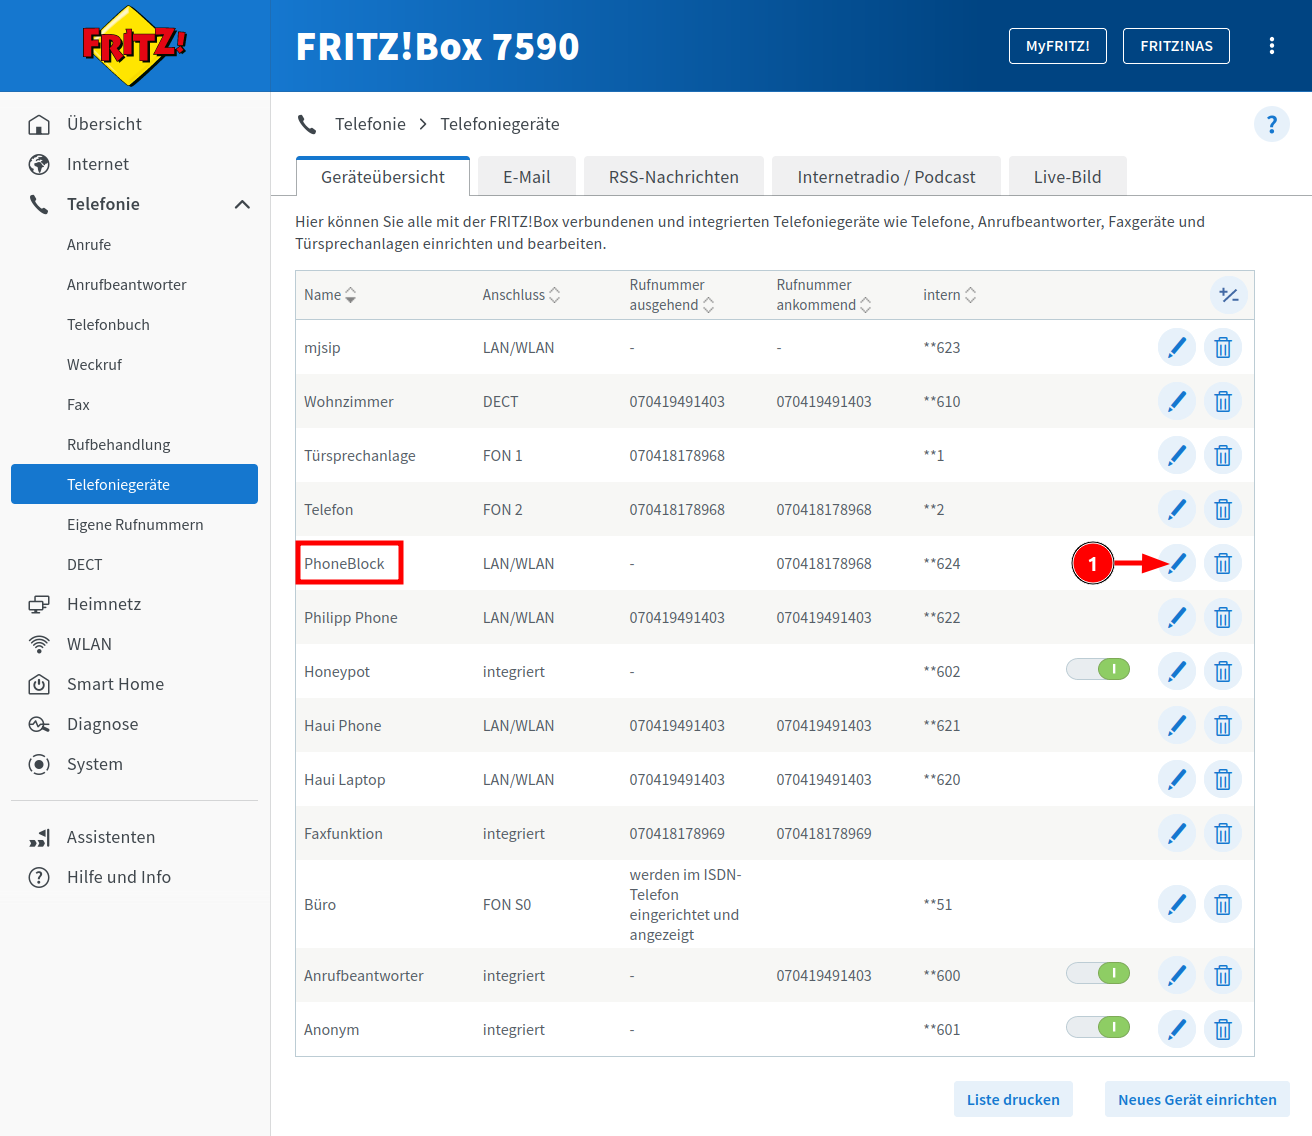 FRITZ!
FRITZ!Box 7590
MyFRITZ!
FRITZ!NAS
Übersicht
Internet
Telefonie
Anrufe
Anrufbeantworter
Telefonbuch
Weckruf
Fax
Rufbehandlung
Telefoniegeräte
Eigene Rufnummern
DECT
Heimnetz
WLAN
Smart Home
Diagnose
System
Assistenten
? Hilfe und Info
Telefonie > Telefoniegeräte
?
Geräteübersicht E-Mail RSS-Nachrichten Internetradio / Podcast Live-Bild
Hier können Sie alle mit der FRITZ!Box verbundenen und integrierten Telefoniegeräte wie Telefone, Anrufbeantworter, Faxgeräte und
Türsprechanlagen einrichten und bearbeiten.
Name Anschluss Rufnummer ausgehend Rufnummer ankommend intern +/-
mjsip LAN/WLAN - - **623
Wohnzimmer DECT 070419491403 070419491403 **610
Türsprechanlage FON 1 070418178968 **1
Telefon FON 2 070418178968 070418178968 **2
PhoneBlock LAN/WLAN - 070418178968 **624 1
Philipp Phone LAN/WLAN 070419491403 070419491403 **622
Honeypot integriert - **602 I
Haui Phone LAN/WLAN 070419491403 070419491403 **621
Haui Laptop LAN/WLAN 070419491403 070419491403 **620
Faxfunktion integriert 070418178969 070418178969
Büro FON S0 werden im ISDN-
Telefon
eingerichtet und
angezeigt
**51
Anrufbeantworter integriert - 070419491403 **600 I
Anonym integriert - **601 I
Liste drucken Neues Gerät einrichten